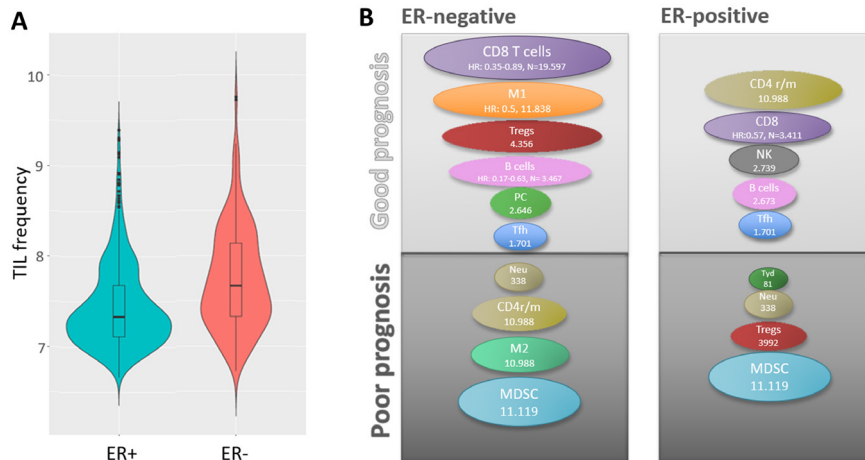 A
TIL frequency
10
9
8
7
ER+
ER-
B
ER-negative
ER-positive
Good prognosis
Poor prognosis
CD8 T cells
HR: 0.35-0.89, N=19.597
M1
HR: 0.5, 11.838
Tregs
4.356
B cells
HR: 0.17-0.63, N= 3.467
PC
2.646
Tfh
1.701
Neu
338
CD4r/m
10.988
M2
10.988
MDSC
11.119
CD4 r/m
10.988
CD8
HR:0.57, N=3.411
NK
2.739
B cells
2.673
Tfh
1.701
Tyd
81
Neu
338
Tregs
3992
MDSC
11.119